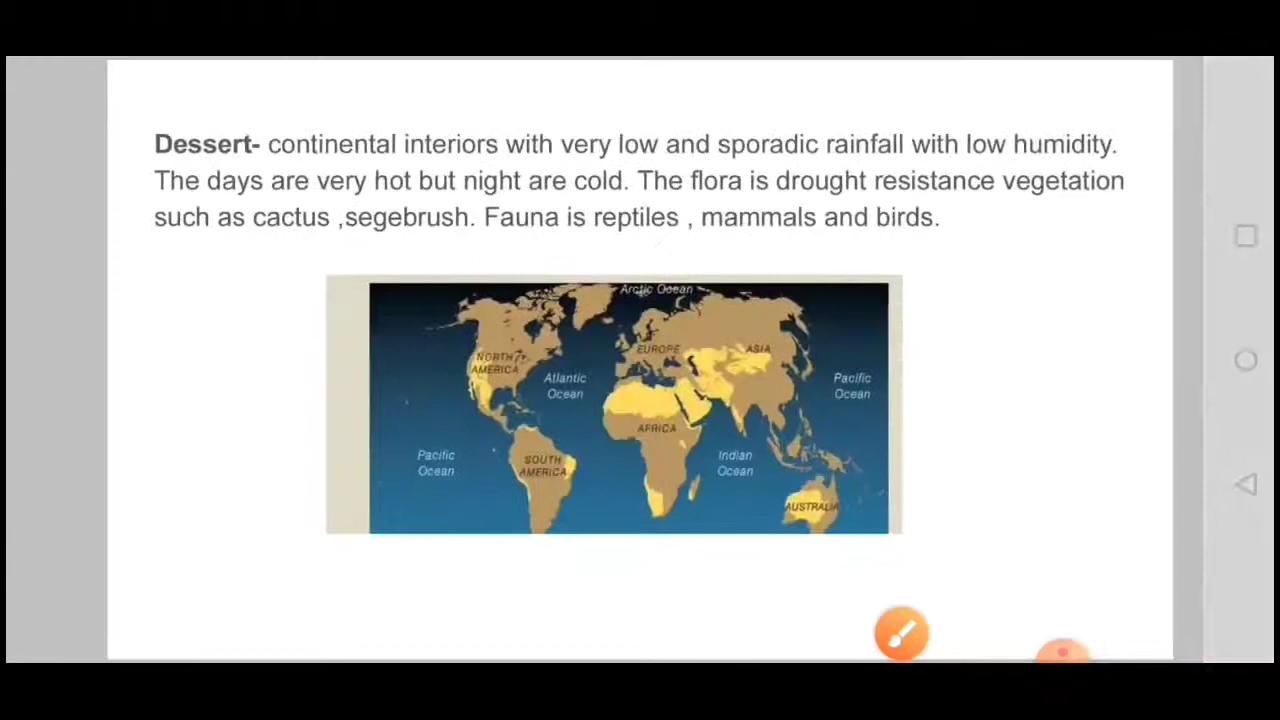 Dessert- continental interiors with very low and sporadic rainfall with low humidity.
The days are very hot but night are cold. The flora is drought resistance vegetation
such as cactus ,segebrush. Fauna is reptiles , mammals and birds.
Arctic Ocean
NORTH
AMERICA
EUROPE
ASIA
Atlantic
Ocean
Pacific
Ocean
AFRICA
Pacific
Ocean
SOUTH
AMERICA
Indian
Ocean
AUSTRALIA